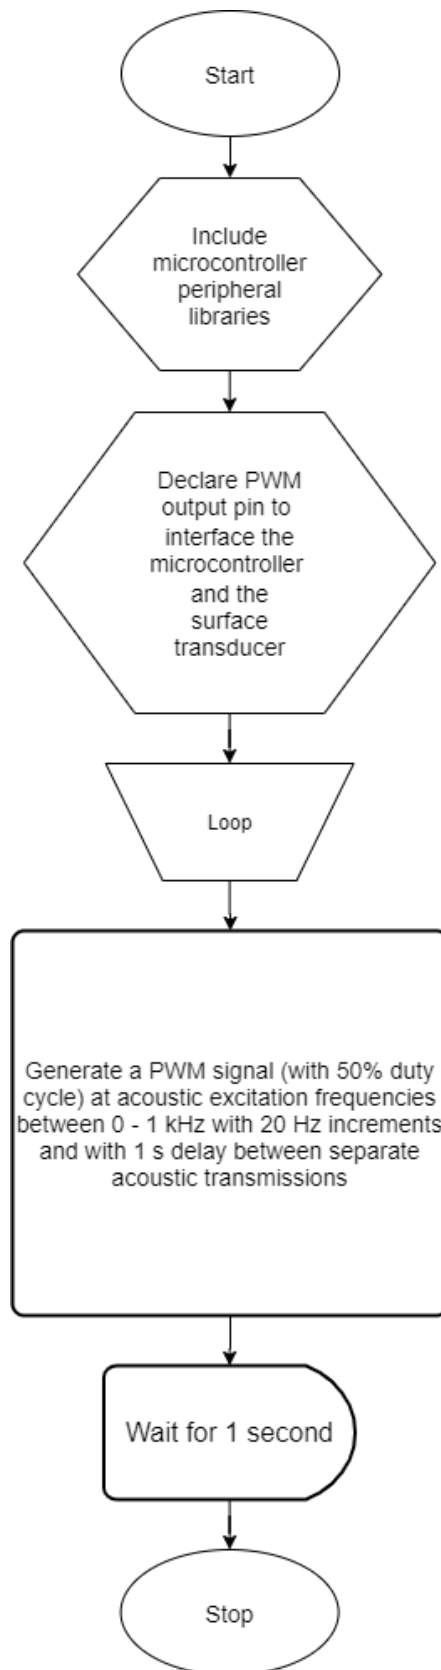 Start
Include
microcontroller
peripheral
libraries
Declare PWM
output pin to
interface the
microcontroller
and the
surface
transducer
Loop
Generate a PWM signal (with 50% duty
cycle) at acoustic excitation frequencies
between 0 - 1 kHz with 20 Hz increments
and with 1 s delay between separate
acoustic transmissions
Wait for 1 second
Stop